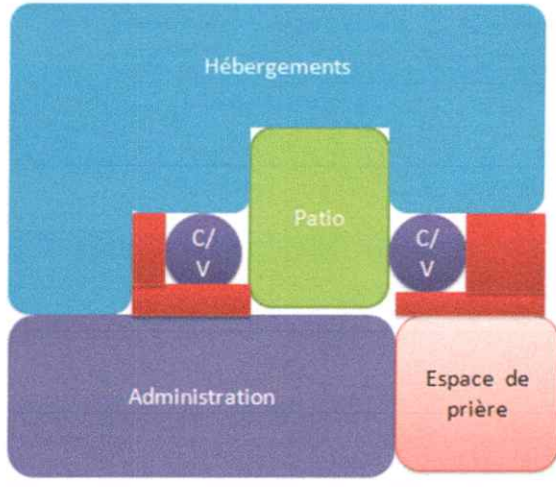 Hébergements
Patio
C/
V
C/
V
Administration
Espace de
prière